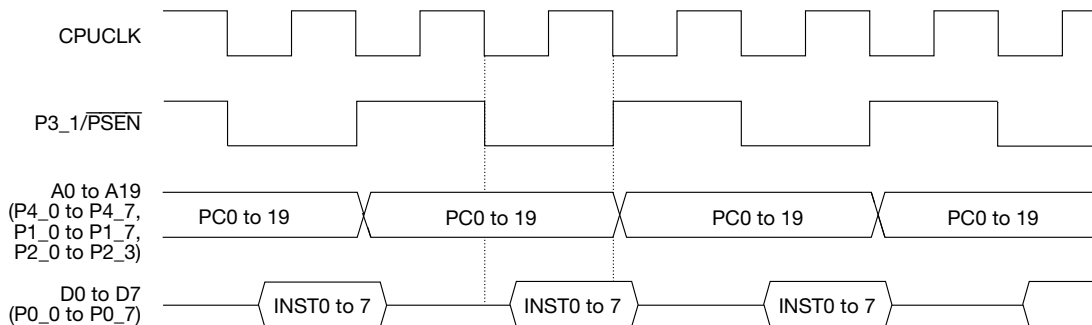 CPUCLK
P3_1/PSEN
A0 to A19
(P4_0 to P4_7,
P1_0 to P1_7,
P2_0 to P2_3)
PC0 to 19 PC0 to 19 PC0 to 19 PC0 to 19
D0 to D7
(P0_0 to P0_7)
INST0 to 7 INST0 to 7 INST0 to 7